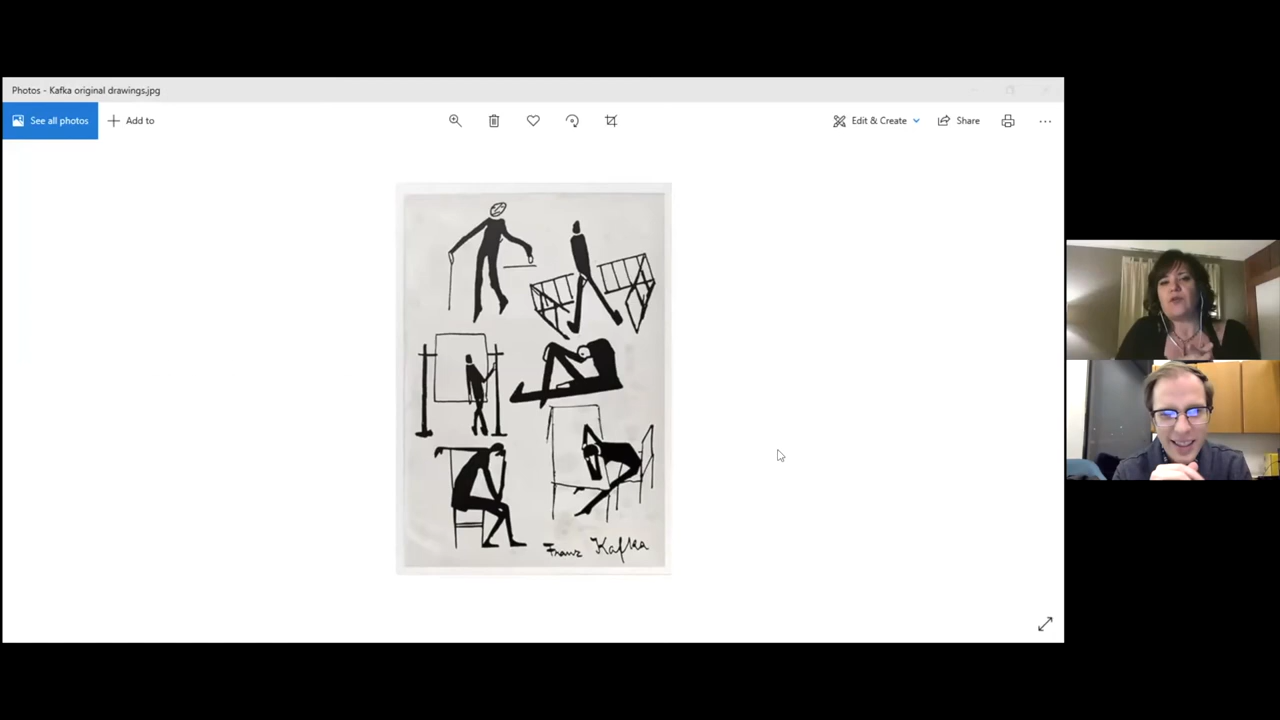 Photos - Kafka original drawings.jpg
See all photos
Add to
Edit & Create
Share
Franz Kafka